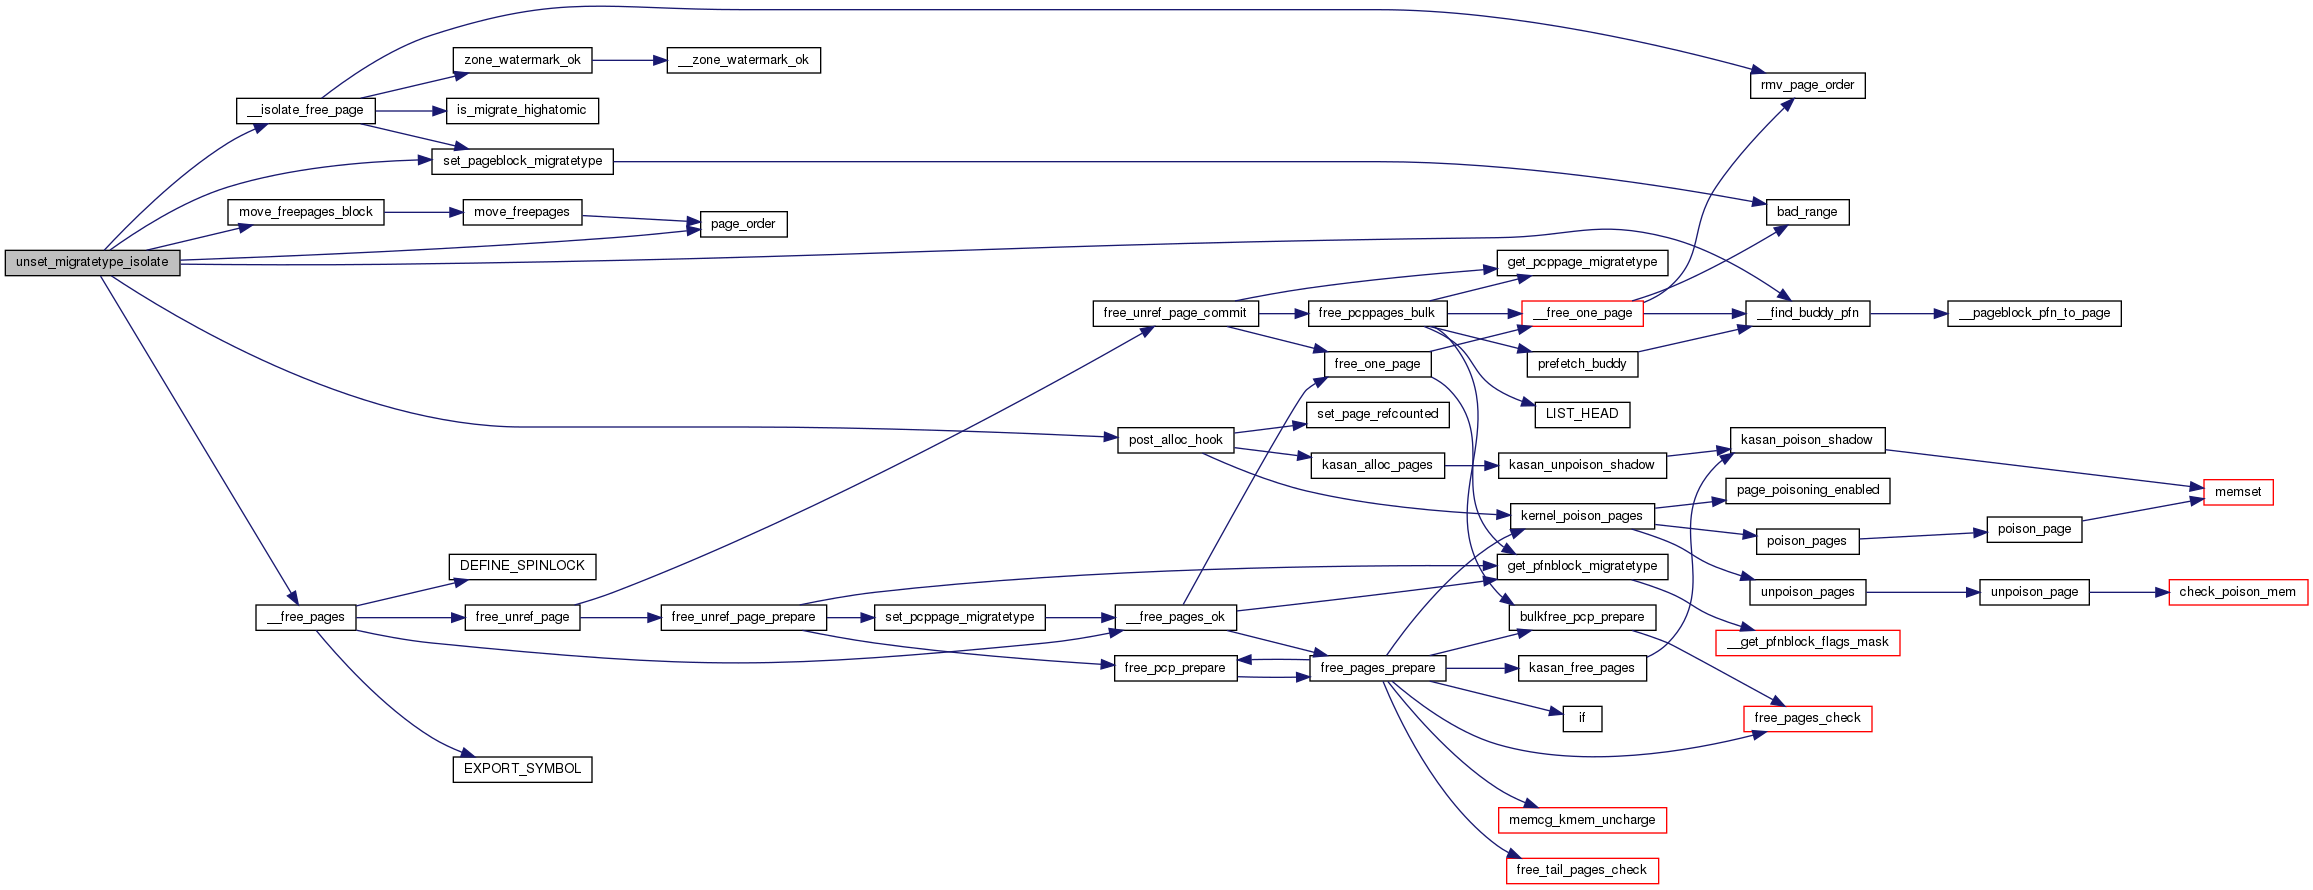 zone_watermark_ok
__zone_watermark_ok
rmv_page_order
__isolate_free_page
is_migrate_highatomic
set_pageblock_migratetype
move_freepages_block
move_freepages
page_order
bad_range
unset_migratetype_isolate
get_pcppage_migratetype
free_unref_page_commit
free_pcppages_bulk
__free_one_page
__find_buddy_pfn
__pageblock_pfn_to_page
free_one_page
prefetch_buddy
set_page_refcounted
LIST_HEAD
post_alloc_hook
kasan_poison_shadow
kasan_alloc_pages
kasan_unpoison_shadow
page_poisoning_enabled
memset
kernel_poison_pages
poison_pages
poison_page
DEFINE_SPINLOCK
get_pfnblock_migratetype
unpoison_pages
unpoison_page
check_poison_mem
__free_pages
free_unref_page
free_unref_page_prepare
set_pcppage_migratetype
__free_pages_ok
bulkfree_pcp_prepare
__get_pfnblock_flags_mask
free_pcp_prepare
free_pages_prepare
kasan_free_pages
if
free_pages_check
EXPORT_SYMBOL
memcg_kmem_uncharge
free_tail_pages_check